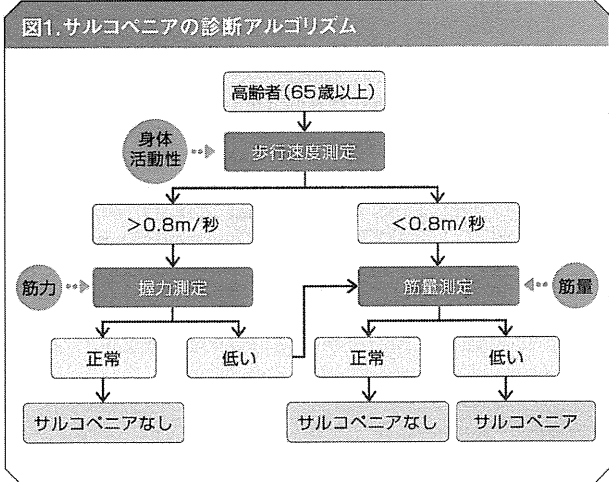 図1.サルコペニアの診断アルゴリズム
高齢者(65歳以上)
身体
活動性
歩行速度測定
>0.8m/秒
<0.8m/秒
筋力
握力測定
筋量測定
筋量
正常
低い
正常
低い
サルコペニアなし
サルコペニアなし
サルコペニア